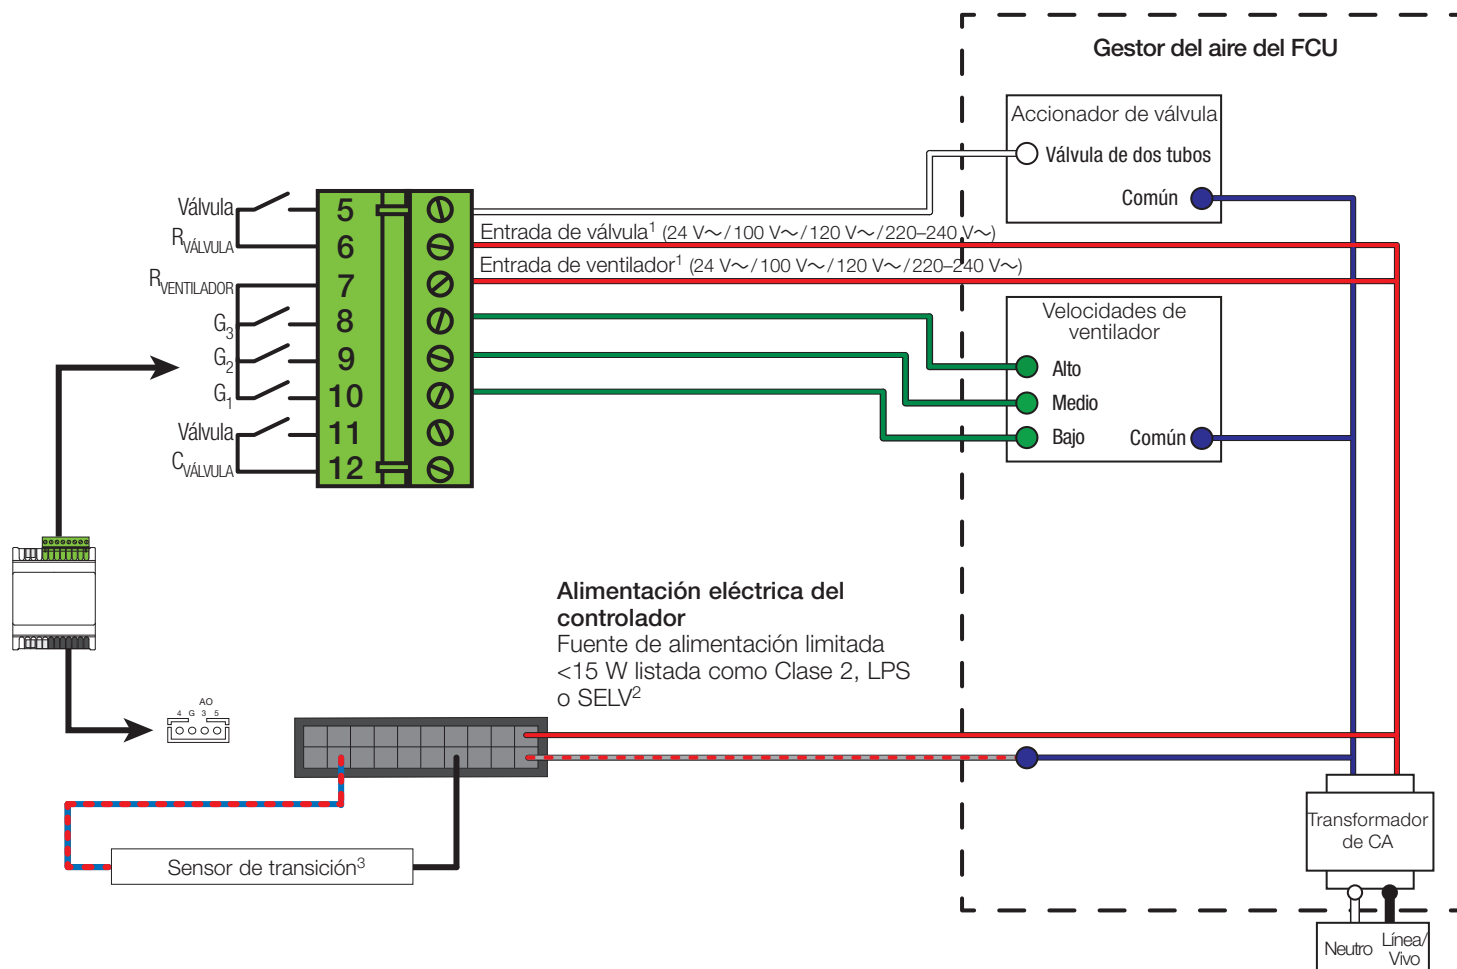 Gestor del aire del FCU
Accionador de válvula
Válvula de dos tubos
Común
Válvula
R VÁLVULA
R VENTILADOR
G3
G2
G1
Válvula
C VÁLVULA
5
6
7
8
9
10
11
12
Entrada de válvula¹ (24 V~/100 V~/120 V~/220–240 V~)
Entrada de ventilador¹ (24 V~/100 V~/120 V~/220–240 V~)
Velocidades de
ventilador
Alto
Medio
Bajo
Común
Alimentación eléctrica del
controlador
Fuente de alimentación limitada
<15 W listada como Clase 2, LPS
o SELV²
AO
4 G 3 5
Sensor de transición³
Transformador
de CA
Neutro
Línea/
Vivo